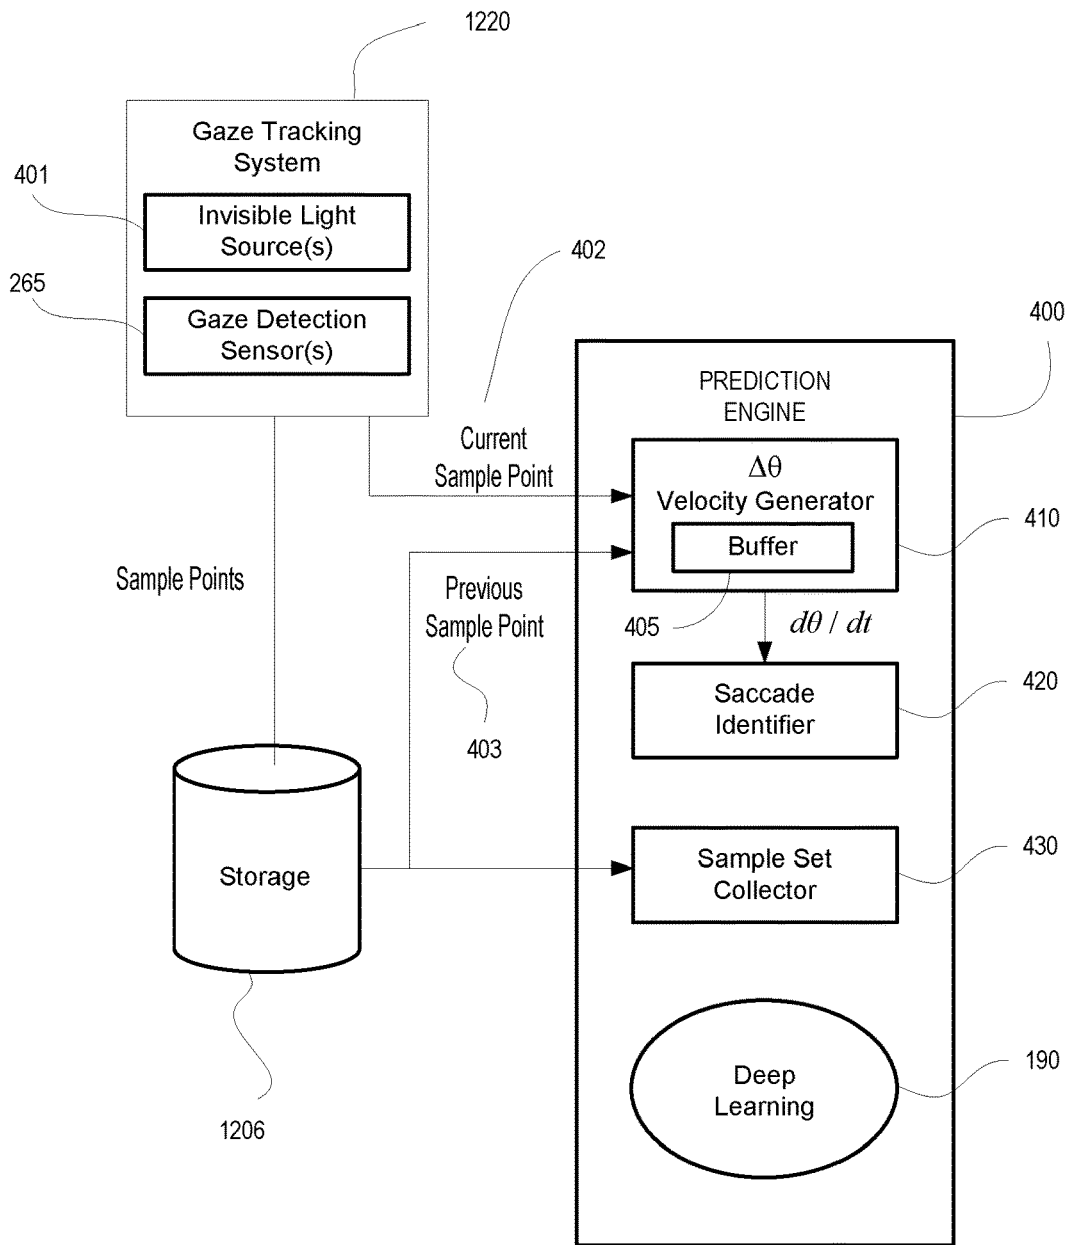 1220
Gaze Tracking
System
401
Invisible Light
Source(s)
265
Gaze Detection
Sensor(s)
402
400
PREDICTION
ENGINE
Current
Sample Point
Δθ
Velocity Generator
Buffer
410
Sample Points
Previous
Sample Point
405
dθ / dt
403
Saccade
Identifier
420
Storage
Sample Set
Collector
430
1206
Deep
Learning
190